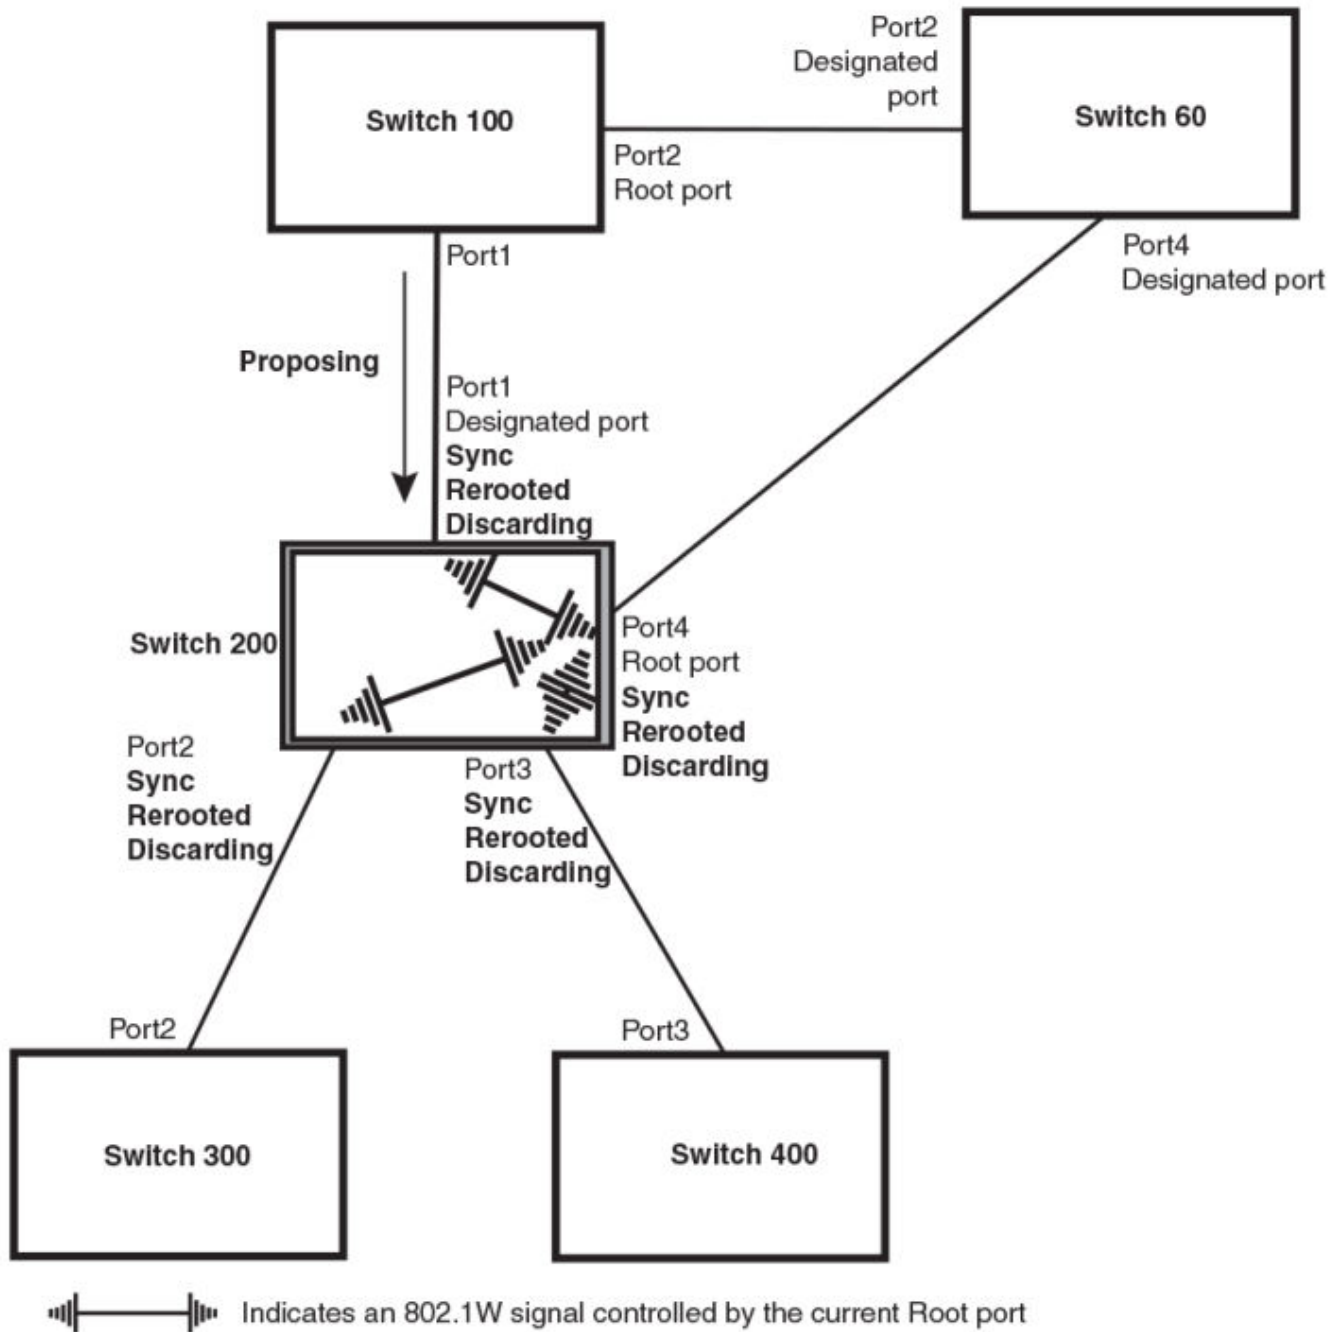 Port2
Designated
port
Switch 100
Switch 60
Port2
Root port
Port1
Port4
Designated port
Proposing
Port1
Designated port
Sync
Rerooted
Discarding
Switch 200
Port4
Root port
Sync
Rerooted
Discarding
Port2
Sync
Rerooted
Discarding
Port3
Sync
Rerooted
Discarding
Port2
Port3
Switch 300
Switch 400
Indicates an 802.1W signal controlled by the current Root port